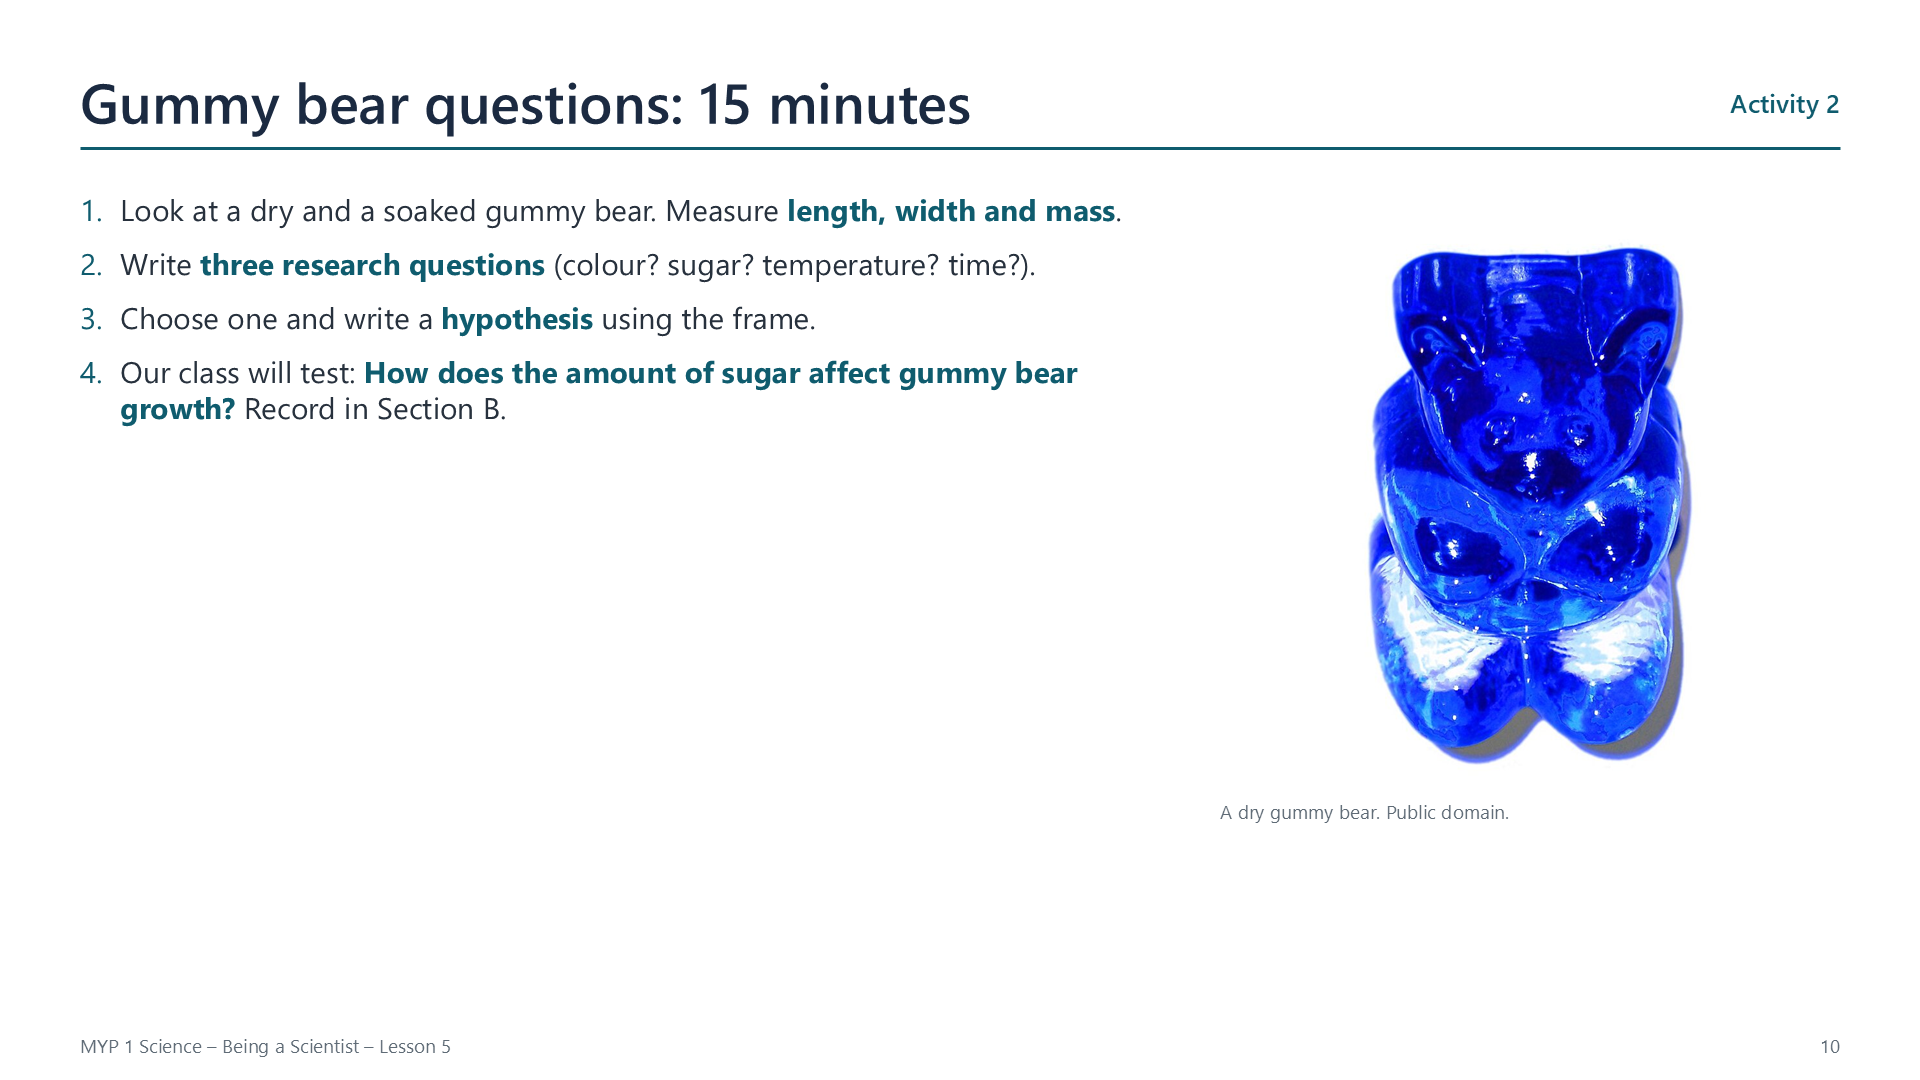 Gummy bear questions: 15 minutes
Activity 2
1. Look at a dry and a soaked gummy bear. Measure length, width and mass.
2. Write three research questions (colour? sugar? temperature? time?).
3. Choose one and write a hypothesis using the frame.
4. Our class will test: How does the amount of sugar affect gummy bear
growth? Record in Section B.
A dry gummy bear. Public domain.
MYP 1 Science – Being a Scientist – Lesson 5
10